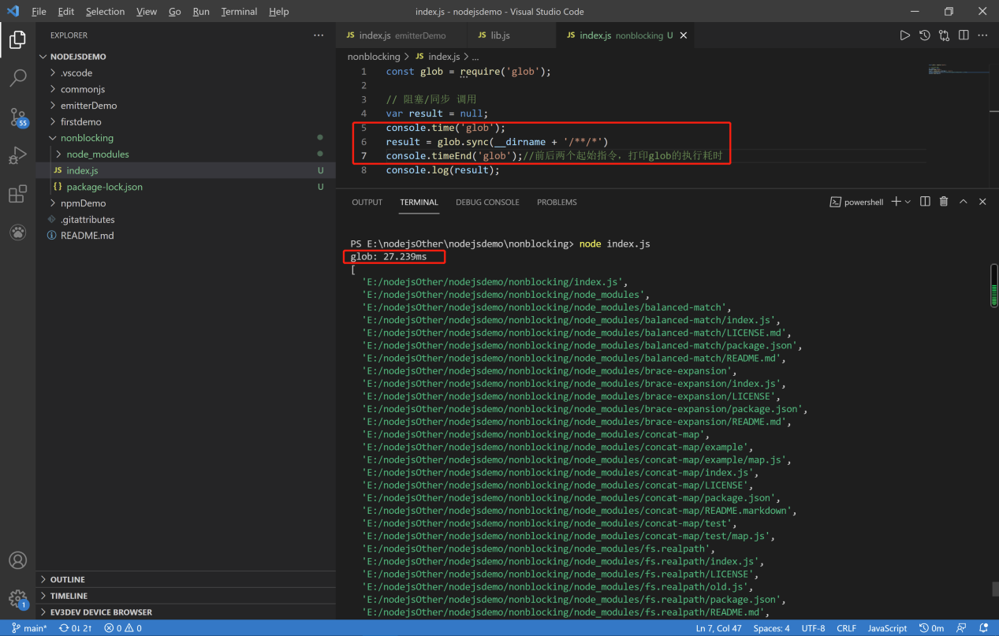 File Edit Selection View Go Run Terminal Help
index.js - nodejsdemo - Visual Studio Code
EXPLORER
NODEJSDEMO
.vscode
commonjs
emitterDemo
firstdemo
nonblocking
node_modules
JS index.js U
{} package-lock.json U
npmDemo
.gitattributes
README.md
OUTLINE
TIMELINE
EV3DEV DEVICE BROWSER
55
1
JS index.js emitterDemo
JS lib.js
JS index.js nonblocking U
nonblocking > JS index.js > ...
1 const glob = require('glob');
2
3 // 阻塞/同步 调用
4 var result = null;
5 console.time('glob');
6 result = glob.sync(__dirname + '/**/*')
7 console.timeEnd('glob');//前后两个起始指令，打印glob的执行耗时
8 console.log(result);
OUTPUT TERMINAL DEBUG CONSOLE PROBLEMS
powershell
PS E:\nodejsOther\nodejsdemo\nonblocking> node index.js
glob: 27.239ms
[
'E:/nodejsOther/nodejsdemo/nonblocking/index.js',
'E:/nodejsOther/nodejsdemo/nonblocking/node_modules',
'E:/nodejsOther/nodejsdemo/nonblocking/node_modules/balanced-match',
'E:/nodejsOther/nodejsdemo/nonblocking/node_modules/balanced-match/index.js',
'E:/nodejsOther/nodejsdemo/nonblocking/node_modules/balanced-match/LICENSE.md',
'E:/nodejsOther/nodejsdemo/nonblocking/node_modules/balanced-match/package.json',
'E:/nodejsOther/nodejsdemo/nonblocking/node_modules/balanced-match/README.md',
'E:/nodejsOther/nodejsdemo/nonblocking/node_modules/brace-expansion',
'E:/nodejsOther/nodejsdemo/nonblocking/node_modules/brace-expansion/index.js',
'E:/nodejsOther/nodejsdemo/nonblocking/node_modules/brace-expansion/LICENSE',
'E:/nodejsOther/nodejsdemo/nonblocking/node_modules/brace-expansion/package.json',
'E:/nodejsOther/nodejsdemo/nonblocking/node_modules/brace-expansion/README.md',
'E:/nodejsOther/nodejsdemo/nonblocking/node_modules/concat-map',
'E:/nodejsOther/nodejsdemo/nonblocking/node_modules/concat-map/example',
'E:/nodejsOther/nodejsdemo/nonblocking/node_modules/concat-map/example/map.js',
'E:/nodejsOther/nodejsdemo/nonblocking/node_modules/concat-map/index.js',
'E:/nodejsOther/nodejsdemo/nonblocking/node_modules/concat-map/LICENSE',
'E:/nodejsOther/nodejsdemo/nonblocking/node_modules/concat-map/package.json',
'E:/nodejsOther/nodejsdemo/nonblocking/node_modules/concat-map/README.markdown',
'E:/nodejsOther/nodejsdemo/nonblocking/node_modules/concat-map/test',
'E:/nodejsOther/nodejsdemo/nonblocking/node_modules/concat-map/test/map.js',
'E:/nodejsOther/nodejsdemo/nonblocking/node_modules/fs.realpath',
'E:/nodejsOther/nodejsdemo/nonblocking/node_modules/fs.realpath/index.js',
'E:/nodejsOther/nodejsdemo/nonblocking/node_modules/fs.realpath/LICENSE',
'E:/nodejsOther/nodejsdemo/nonblocking/node_modules/fs.realpath/old.js',
'E:/nodejsOther/nodejsdemo/nonblocking/node_modules/fs.realpath/package.json',
'E:/nodejsOther/nodejsdemo/nonblocking/node_modules/fs.realpath/README.md',
main* 0↓ 2↑ 0 0 Ln 7, Col 47 Spaces: 4 UTF-8 CRLF JavaScript 0m